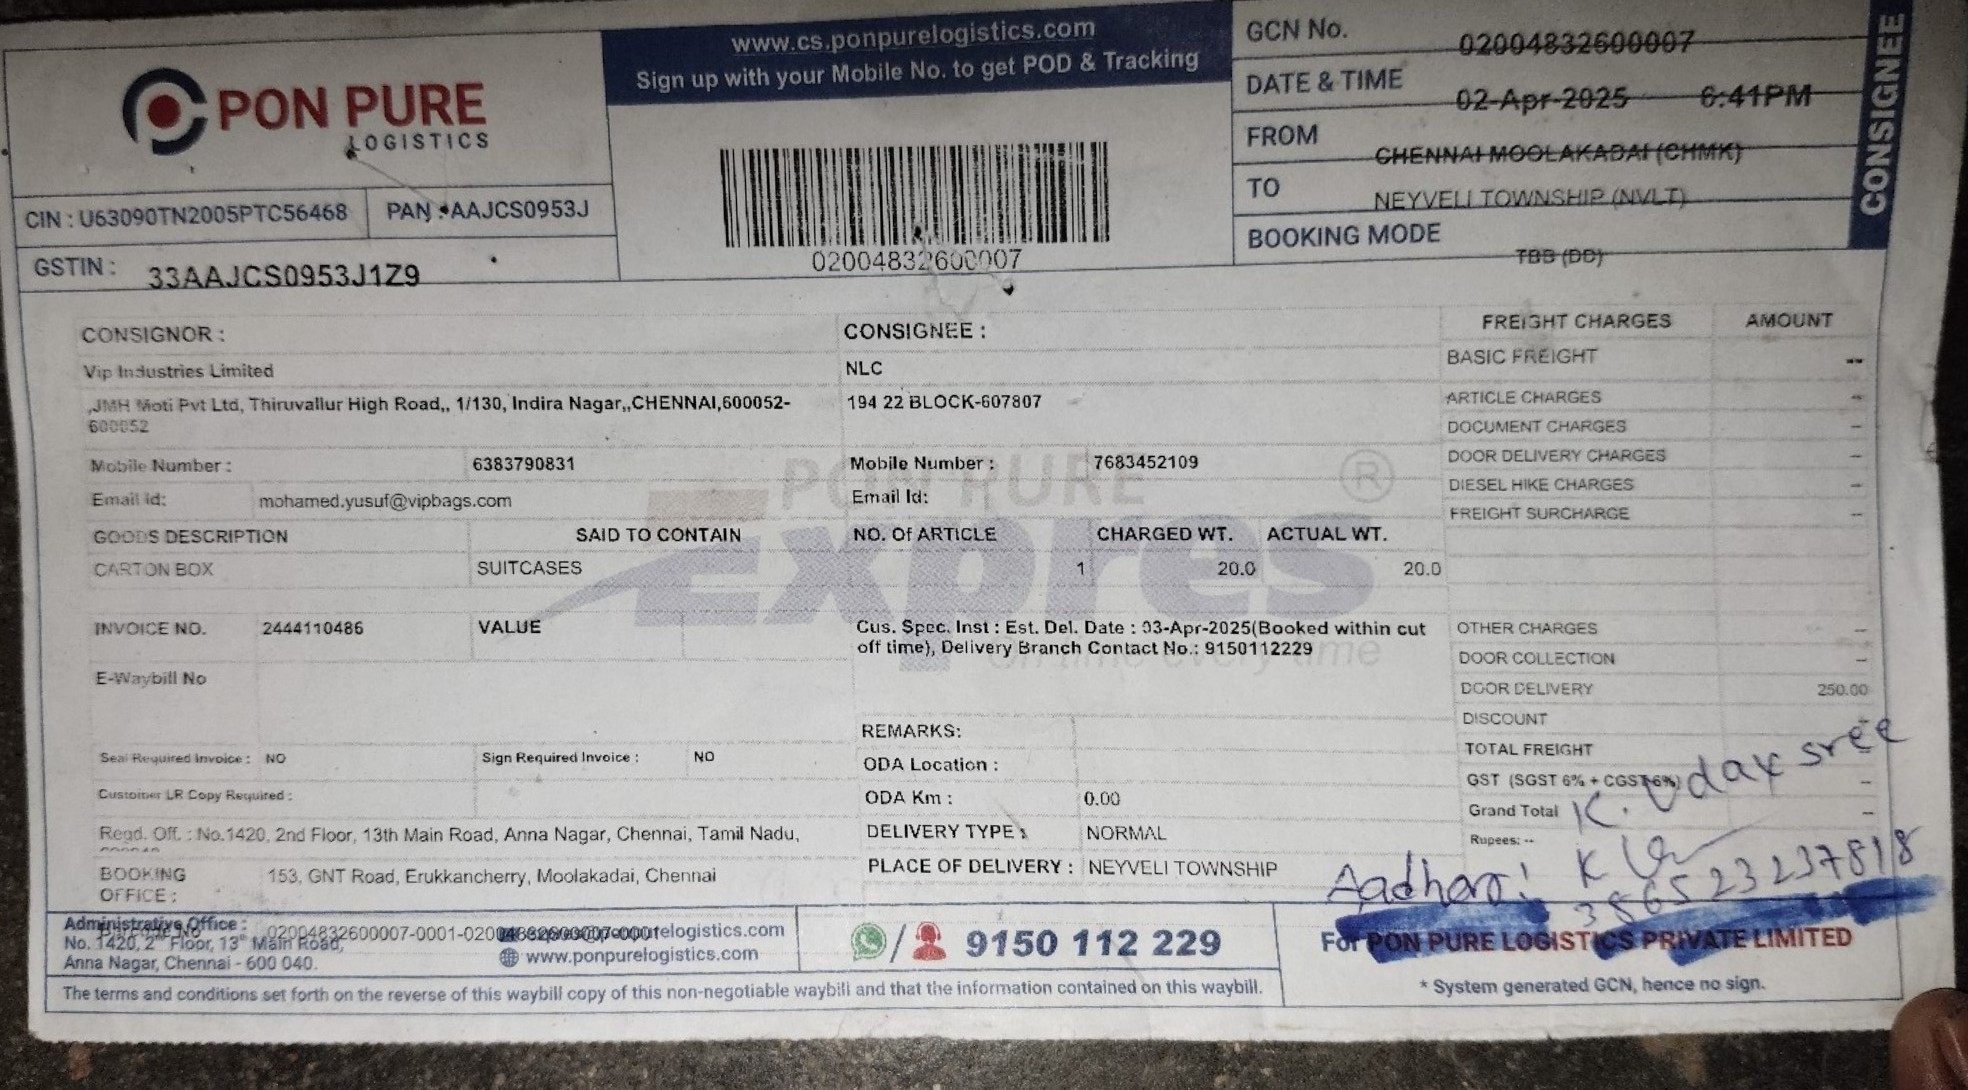 PON PURE
LOGISTICS
CIN : U63090TN2005PTC56468
PAN : AAJCS0953J
GSTIN : 33AAJCS0953J1Z9
www.cs.ponpurelogistics.com
Sign up with your Mobile No. to get POD & Tracking
02004832600007
GCN No. 02004832600007
DATE & TIME 02-Apr-2025 6:41PM
FROM CHENNAI MOOLAKADAI (CHMK)
TO NEYVELI TOWNSHIP (NVLT)
BOOKING MODE TBB (DD)
CONSIGNEE
CONSIGNOR :
Vip Industries Limited
,JMH Moti Pvt Ltd, Thiruvallur High Road,, 1/130, Indira Nagar,,CHENNAI,600052-
600052
Mobile Number : 6383790831
Email id: mohamed.yusuf@vipbags.com
CONSIGNEE :
NLC
194 22 BLOCK-607807
Mobile Number : 7683452109
Email Id:
PON PURE
Expres
On time every time
®
GOODS DESCRIPTION SAID TO CONTAIN NO. Of ARTICLE CHARGED WT. ACTUAL WT.
CARTON BOX SUITCASES 1 20.0 20.0
INVOICE NO. 2444110486 VALUE
E-Waybill No
Cus. Spec. Inst : Est. Del. Date : 03-Apr-2025(Booked within cut
off time), Delivery Branch Contact No.: 9150112229
Seal Required Invoice : NO Sign Required Invoice : NO
Customer LR Copy Required :
Regd. Off. : No.1420, 2nd Floor, 13th Main Road, Anna Nagar, Chennai, Tamil Nadu,
BOOKING
OFFICE : 153, GNT Road, Erukkancherry, Moolakadai, Chennai
REMARKS:
ODA Location :
ODA Km : 0.00
DELIVERY TYPE : NORMAL
PLACE OF DELIVERY : NEYVELI TOWNSHIP
FREIGHT CHARGES AMOUNT
BASIC FREIGHT --
ARTICLE CHARGES --
DOCUMENT CHARGES --
DOOR DELIVERY CHARGES --
DIESEL HIKE CHARGES --
FREIGHT SURCHARGE --
OTHER CHARGES --
DOOR COLLECTION --
DOOR DELIVERY 250.00
DISCOUNT
TOTAL FREIGHT
GST (SGST 6% + CGST 6%) --
Grand Total --
Rupees: --
Aadhar: 386523237818
Administrative Office :
No. 1420, 2nd Floor, 13th Main Road,
Anna Nagar, Chennai - 600 040.
02004832600007-0001-02004832600007-0001
www.ponpurelogistics.com
9150 112 229
For PON PURE LOGISTICS PRIVATE LIMITED
* System generated GCN, hence no sign.
The terms and conditions set forth on the reverse of this waybill copy of this non-negotiable waybill and that the information contained on this waybill.